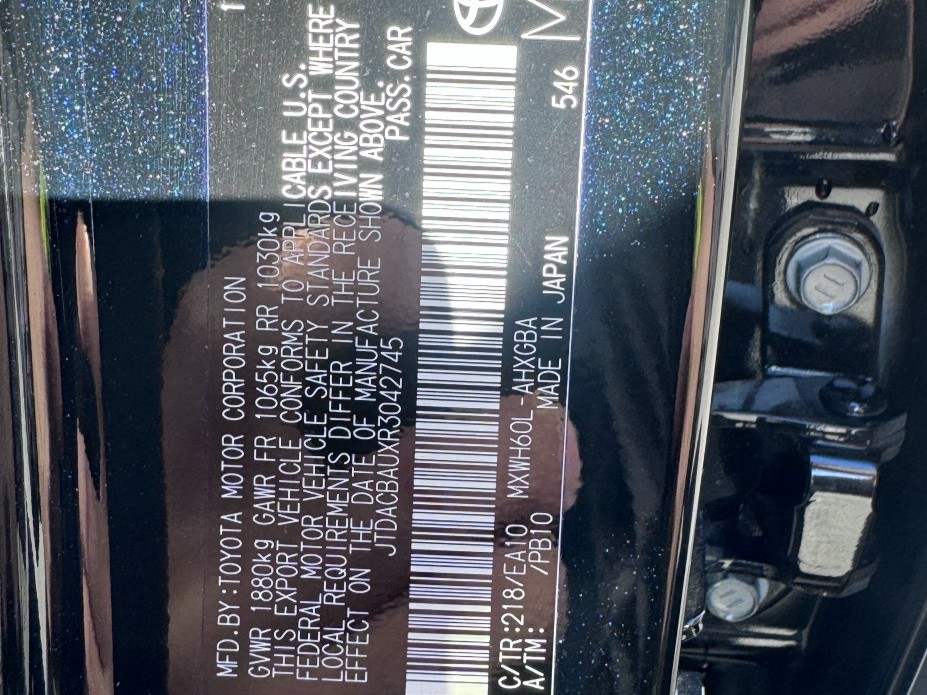 MFD.BY:TOYOTA MOTOR CORPORATION
GVWR 1880kg GAWR FR 1065kg RR 1030kg
THIS EXPORT VEHICLE CONFORMS TO APPLICABLE U.S.
FEDERAL MOTOR VEHICLE SAFETY STANDARDS EXCEPT WHERE
LOCAL REQUIREMENTS DIFFER IN THE RECEIVING COUNTRY
EFFECT ON THE DATE OF MANUFACTURE SHOWN ABOVE.
JTDACBAUXR3042745 PASS.CAR
C/TR:218/EA10 MXWH60L-AHXGBA
A/TM: /PB10 MADE IN JAPAN 546